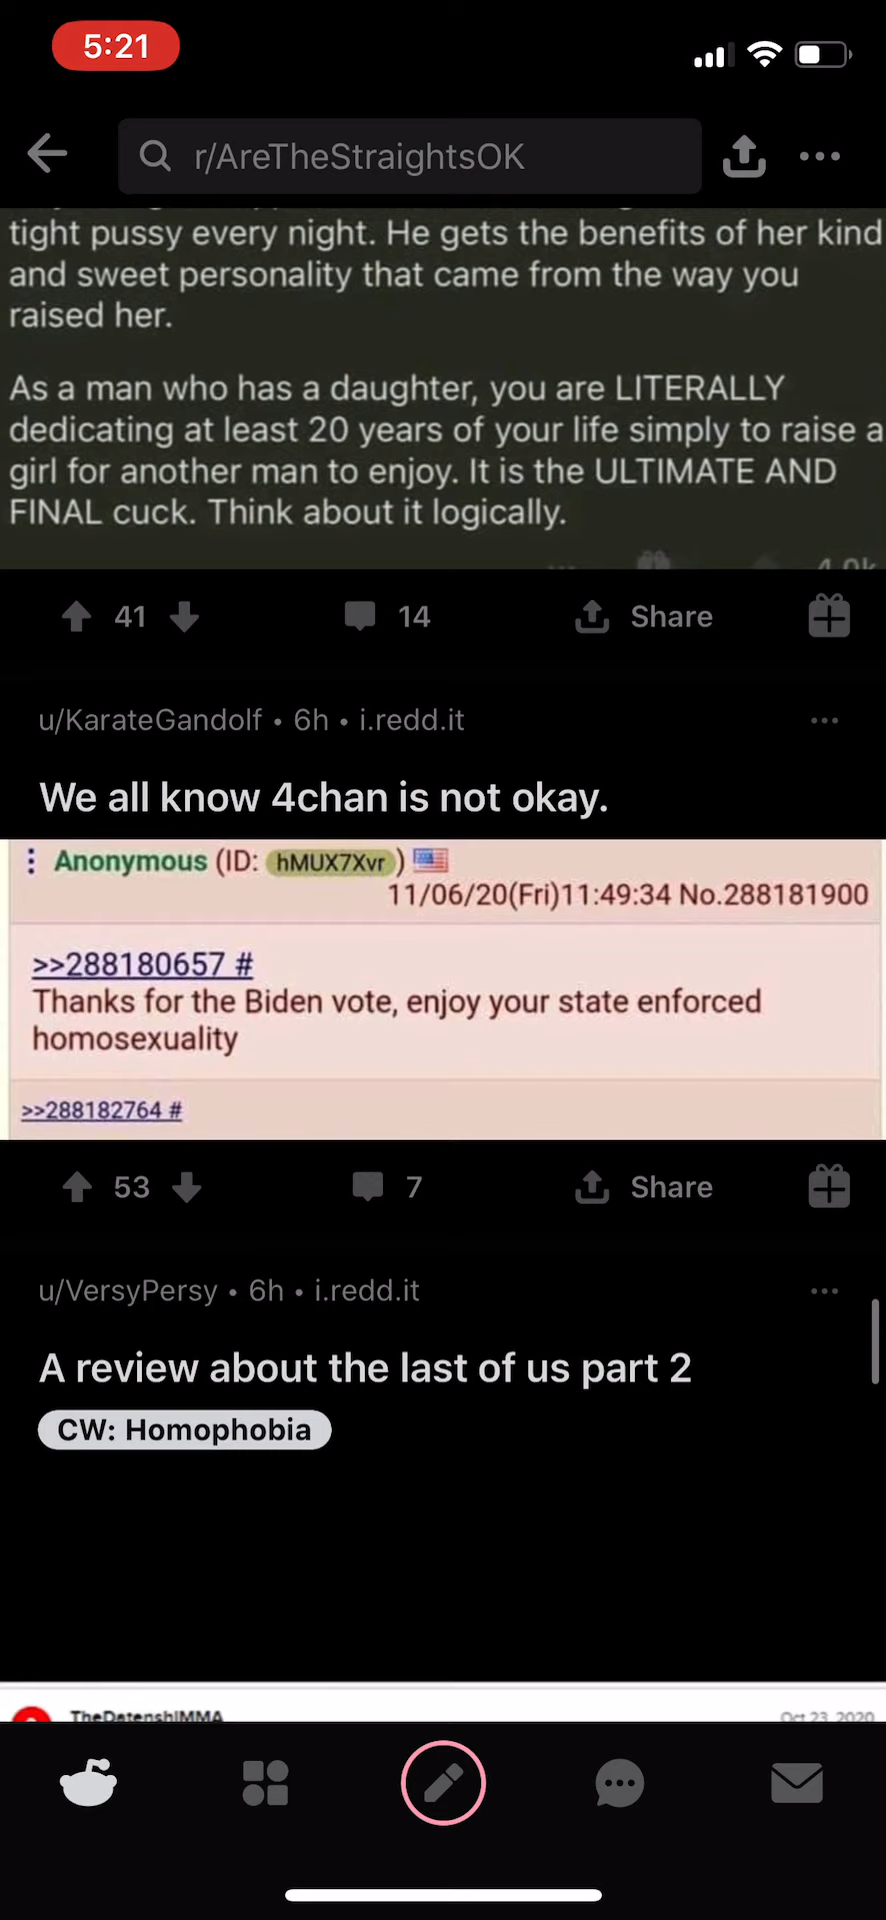 5:21
r/AreTheStraightsOK
tight pussy every night. He gets the benefits of her kind
and sweet personality that came from the way you
raised her.
As a man who has a daughter, you are LITERALLY
dedicating at least 20 years of your life simply to raise a
girl for another man to enjoy. It is the ULTIMATE AND
FINAL cuck. Think about it logically.
41 14 Share
u/KarateGandolf • 6h • i.redd.it
We all know 4chan is not okay.
Anonymous (ID: hMUX7Xvr)
11/06/20(Fri)11:49:34 No.288181900
>>288180657 #
Thanks for the Biden vote, enjoy your state enforced
homosexuality
>>288182764 #
53 7 Share
u/VersyPersy • 6h • i.redd.it
A review about the last of us part 2
CW: Homophobia
TheDatenshiMMA Oct 23, 2020